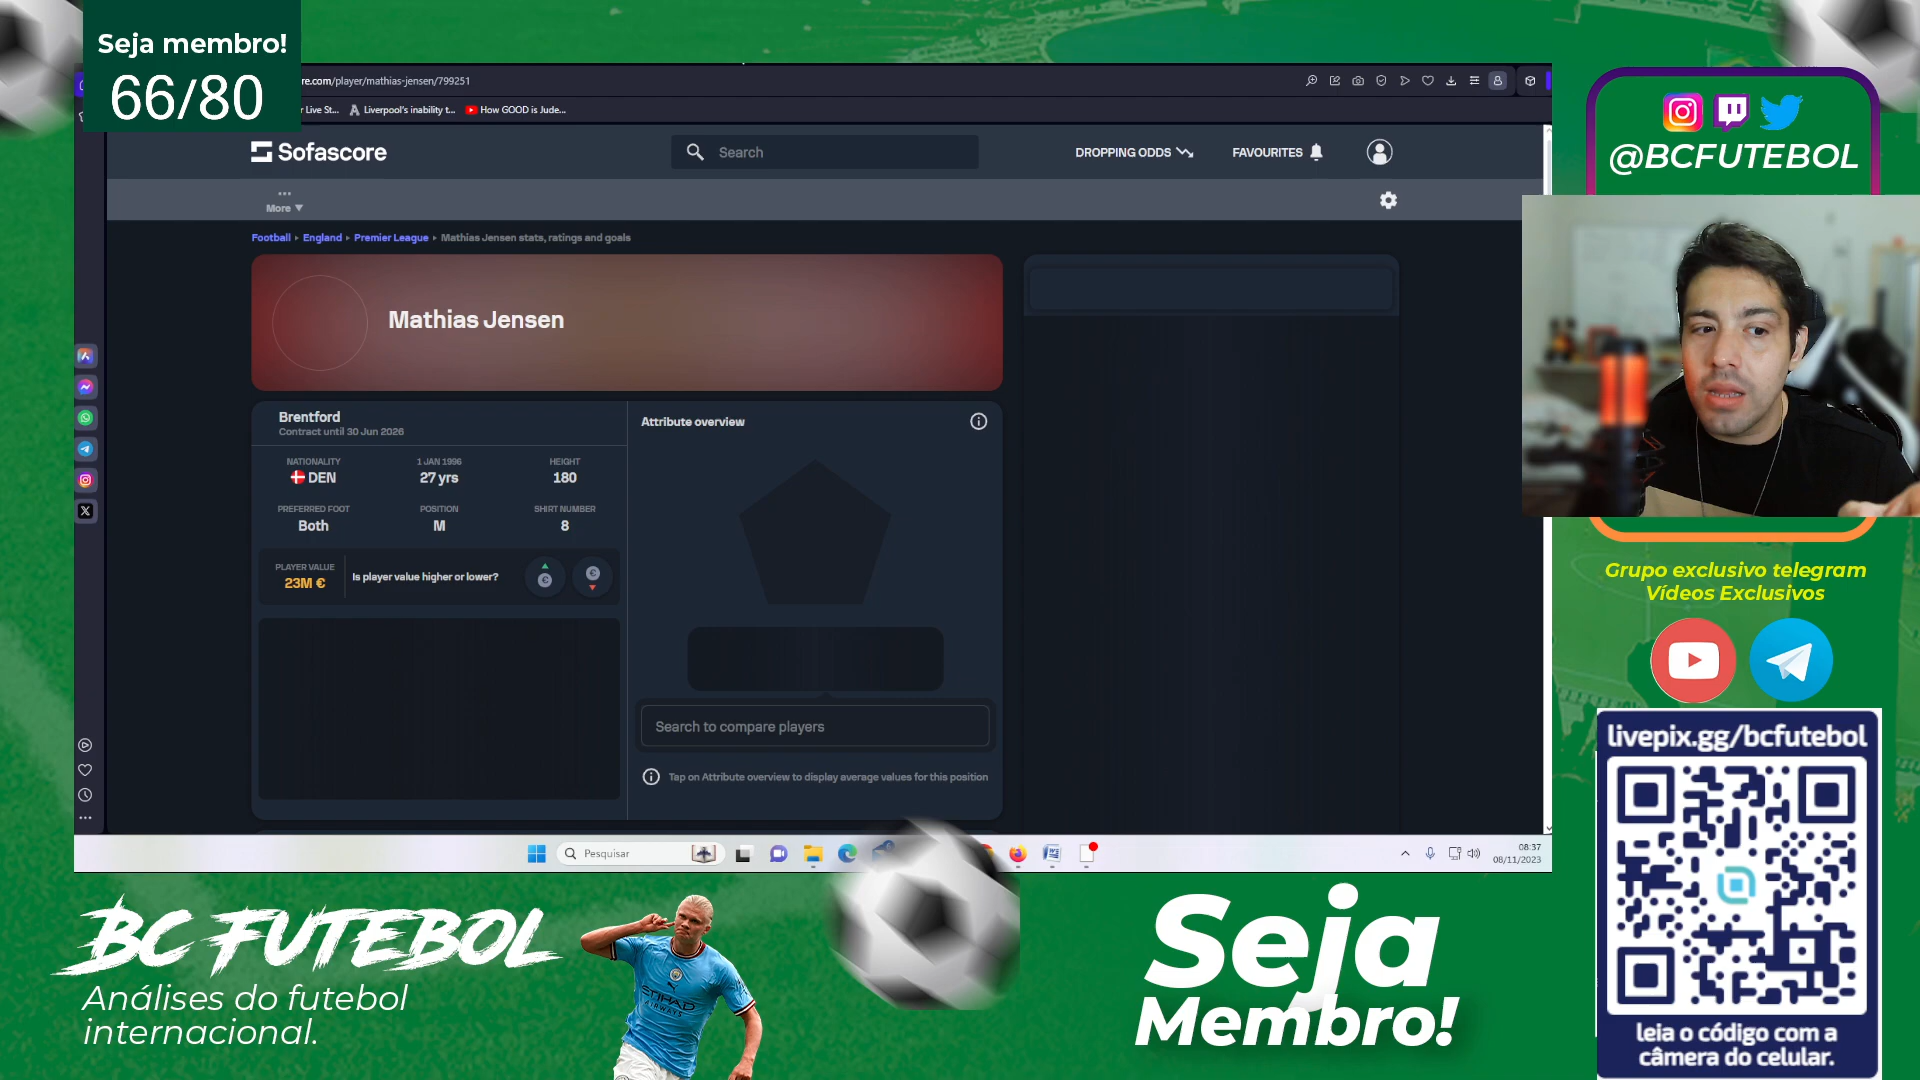 Seja membro!
66/80
re.com/player/mathias-jensen/799251
r Live St...
Liverpool's inability t...
How GOOD is Jude...
Sofascore
Search
DROPPING ODDS
FAVOURITES
More
Football
England
Premier League
Mathias Jensen stats, ratings and goals
Mathias Jensen
Brentford
Contract until 30 Jun 2026
NATIONALITY
1 JAN 1996
HEIGHT
DEN
27 yrs
180
PREFERRED FOOT
POSITION
SHIRT NUMBER
Both
M
8
PLAYER VALUE
23M €
Is player value higher or lower?
Attribute overview
Search to compare players
Tap on Attribute overview to display average values for this position
Pesquisar
08:37
08/11/2023
@BCFUTEBOL
Grupo exclusivo telegram
Vídeos Exclusivos
livepix.gg/bcfutebol
leia o código com a
câmera do celular.
BC FUTEBOL
Análises do futebol
internacional.
ETIHAD
AIRWAYS
Seja
Membro!